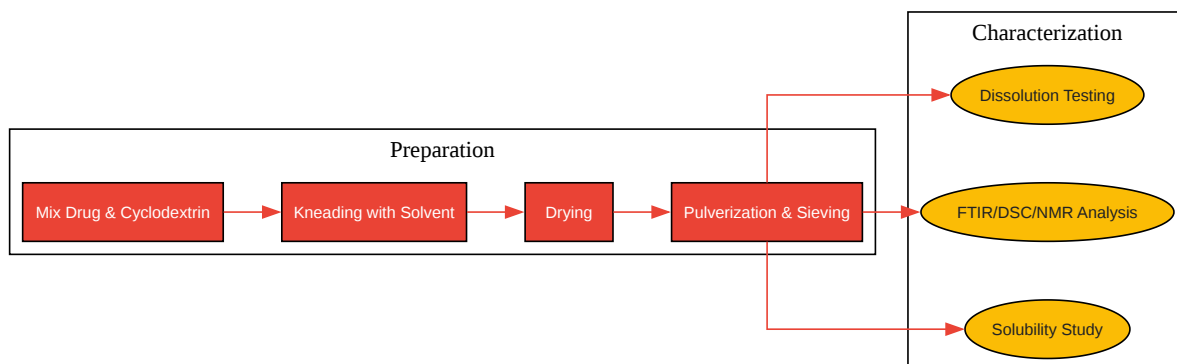 Characterization
Dissolution Testing
Preparation
Mix Drug & Cyclodextrin
Kneading with Solvent
Drying
Pulverization & Sieving
FTIR/DSC/NMR Analysis
Solubility Study